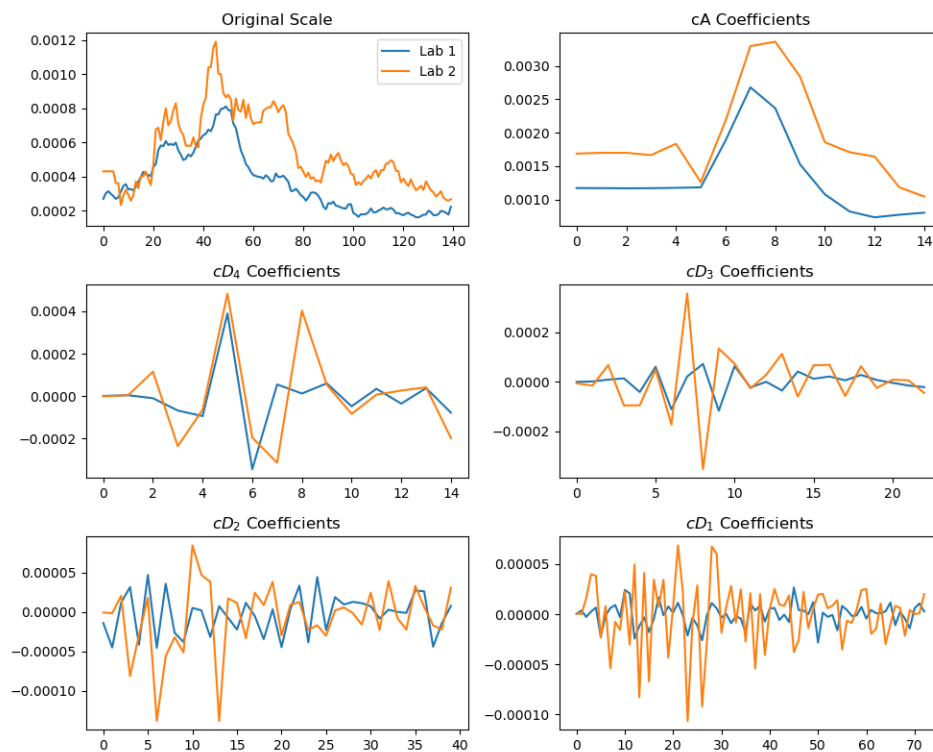 Original Scale
0.0012
0.0010
0.0008
0.0006
0.0004
0.0002
0 20 40 60 80 100 120 140
Lab 1
Lab 2
cA Coefficients
0.0030
0.0025
0.0020
0.0015
0.0010
0 2 4 6 8 10 12 14
cD₄ Coefficients
0.0004
0.0002
0.0000
−0.0002
0 2 4 6 8 10 12 14
cD₃ Coefficients
0.0002
0.0000
−0.0002
0 5 10 15 20
cD₂ Coefficients
0.00005
0.00000
−0.00005
−0.00010
0 5 10 15 20 25 30 35 40
cD₁ Coefficients
0.00005
0.00000
−0.00005
−0.00010
0 10 20 30 40 50 60 70